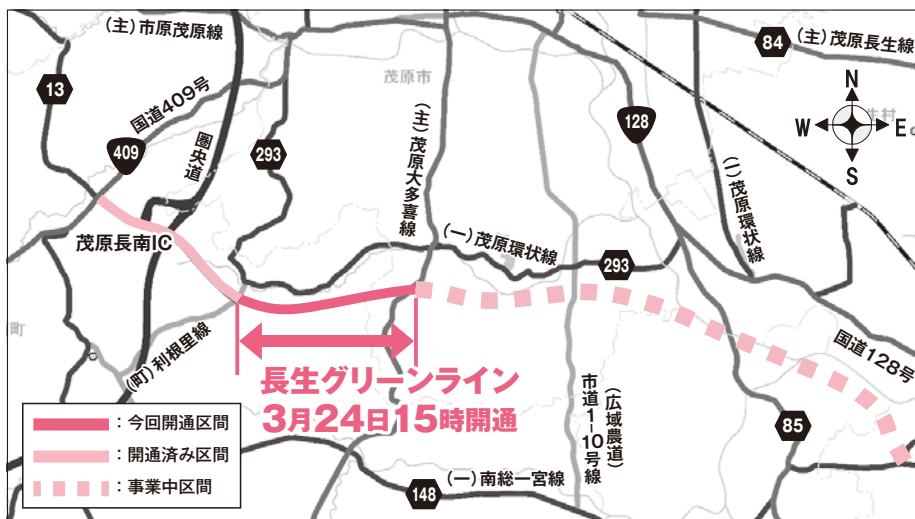 (主)市原茂原線
茂原市
84
(主)茂原長生線
13
国道409号
N
W
E
S
生村
409
圏央道
293
(主)茂原大多喜線
128
(一)茂原環状線
茂原長南IC
(一)茂原環状線
293
町
(町)利根里線
国道128号
長生グリーンライン
3月24日15時開通
(広域農道)
市道1-10号線
85
:今回開通区間
:開通済み区間
:事業中区間
148
(一)南総一宮線